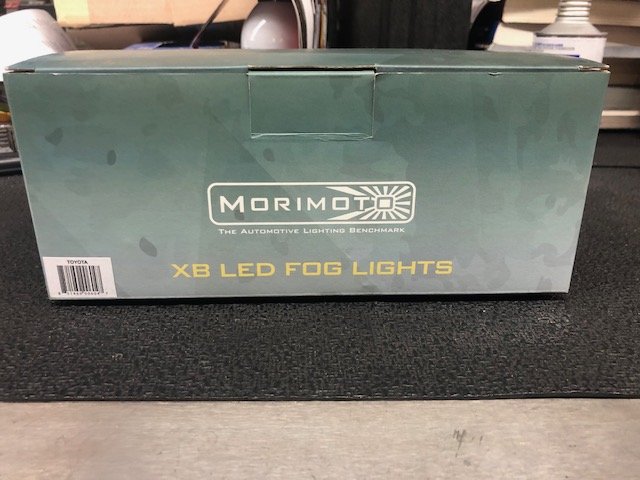 MORIMOTO
THE AUTOMOTIVE LIGHTING BENCHMARK
XB LED FOG LIGHTS
TOYOTA